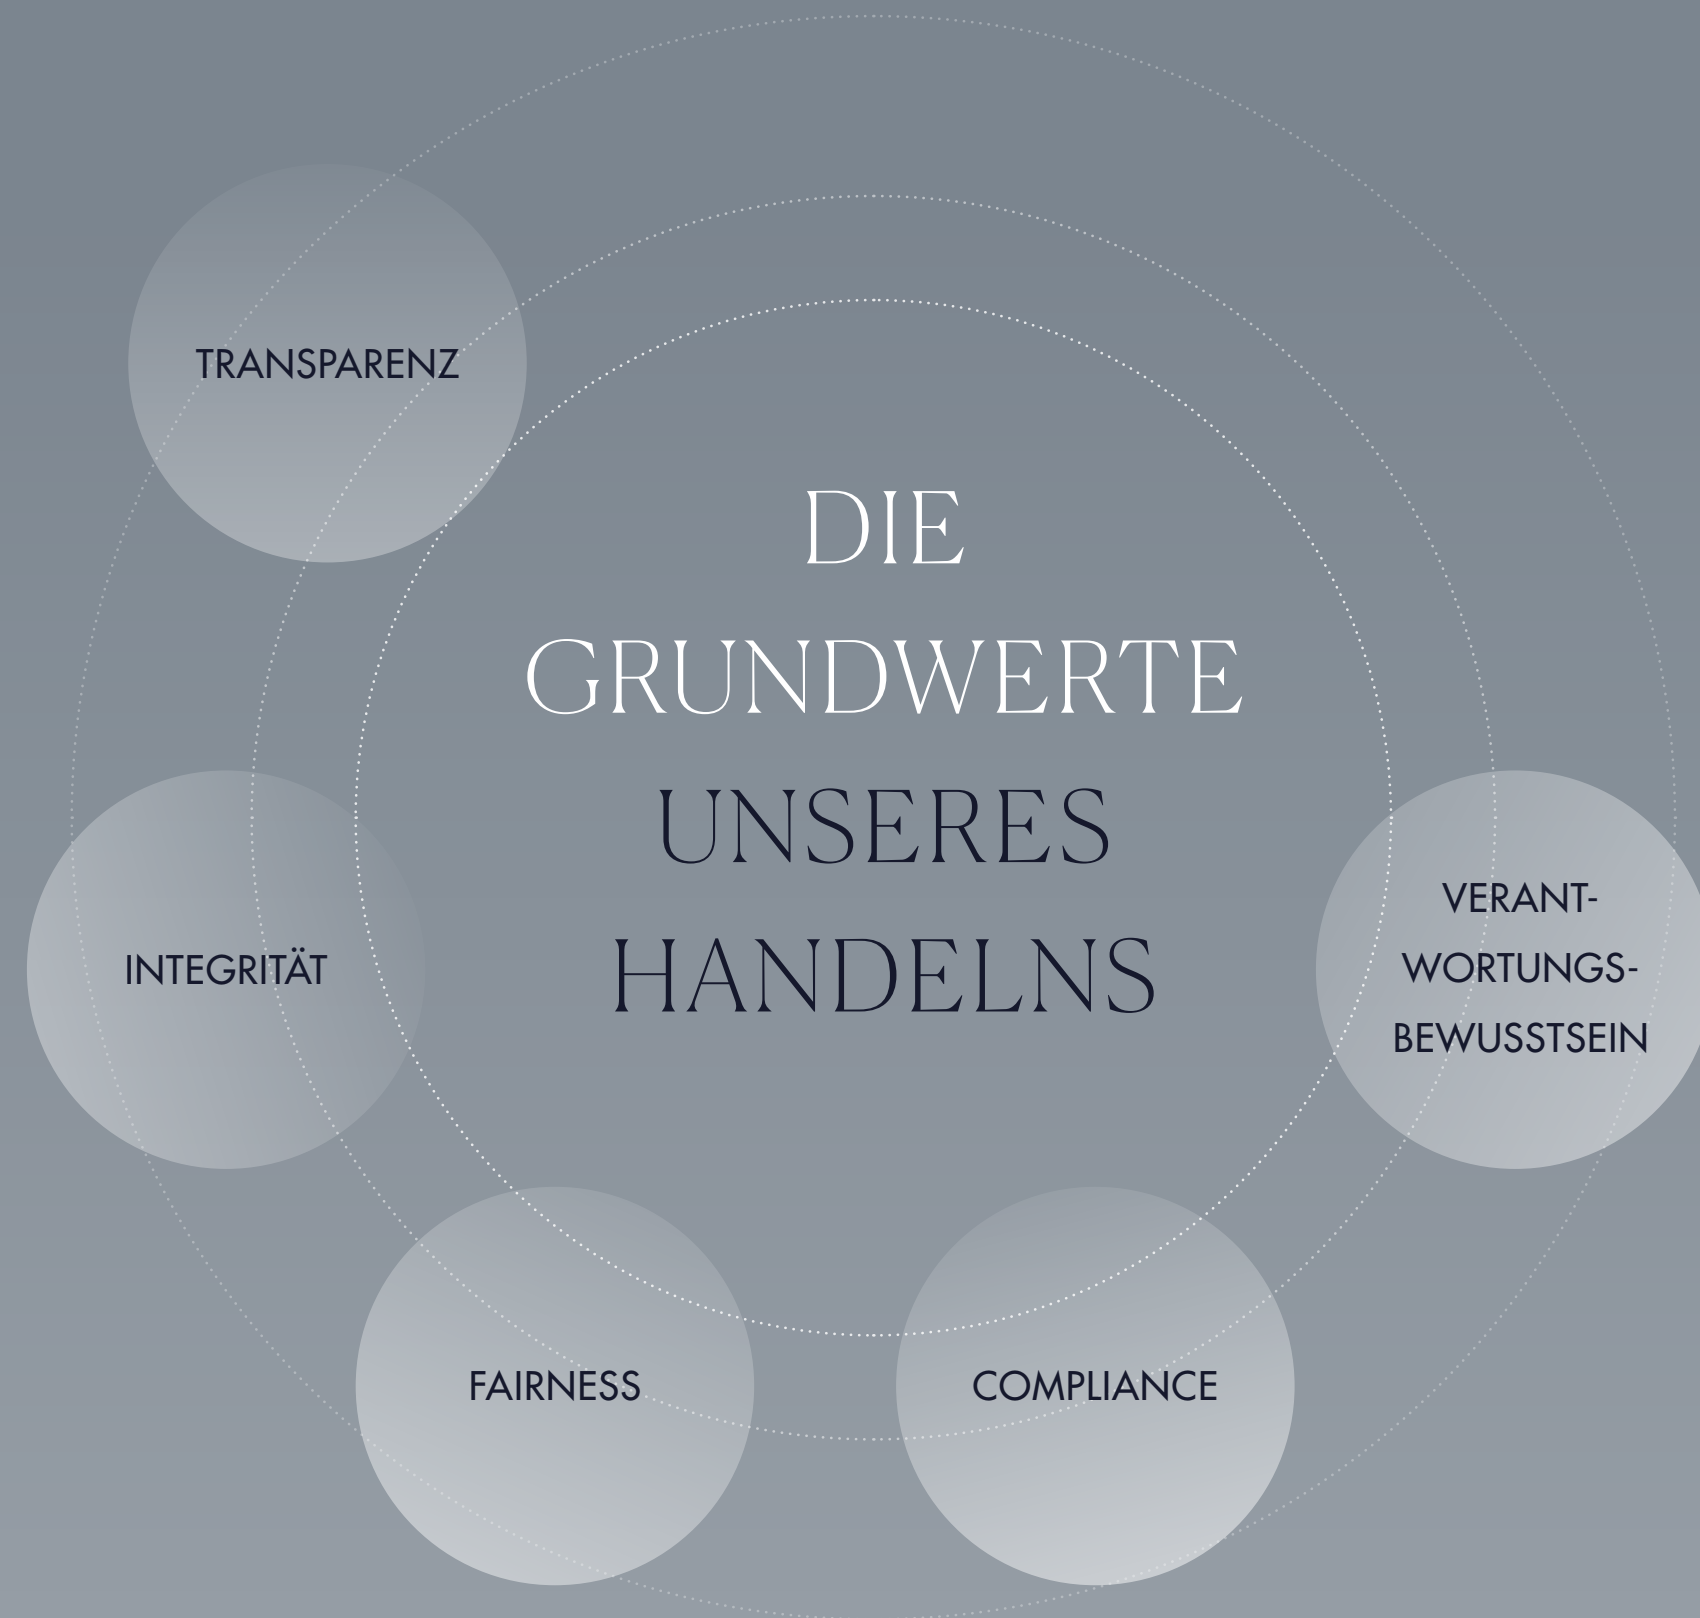 TRANSPARENZ
DIE
GRUNDWERTE
UNSERES
HANDELNS
INTEGRITÄT
VERANT-
WORTUNGS-
BEWUSSTSEIN
FAIRNESS
COMPLIANCE